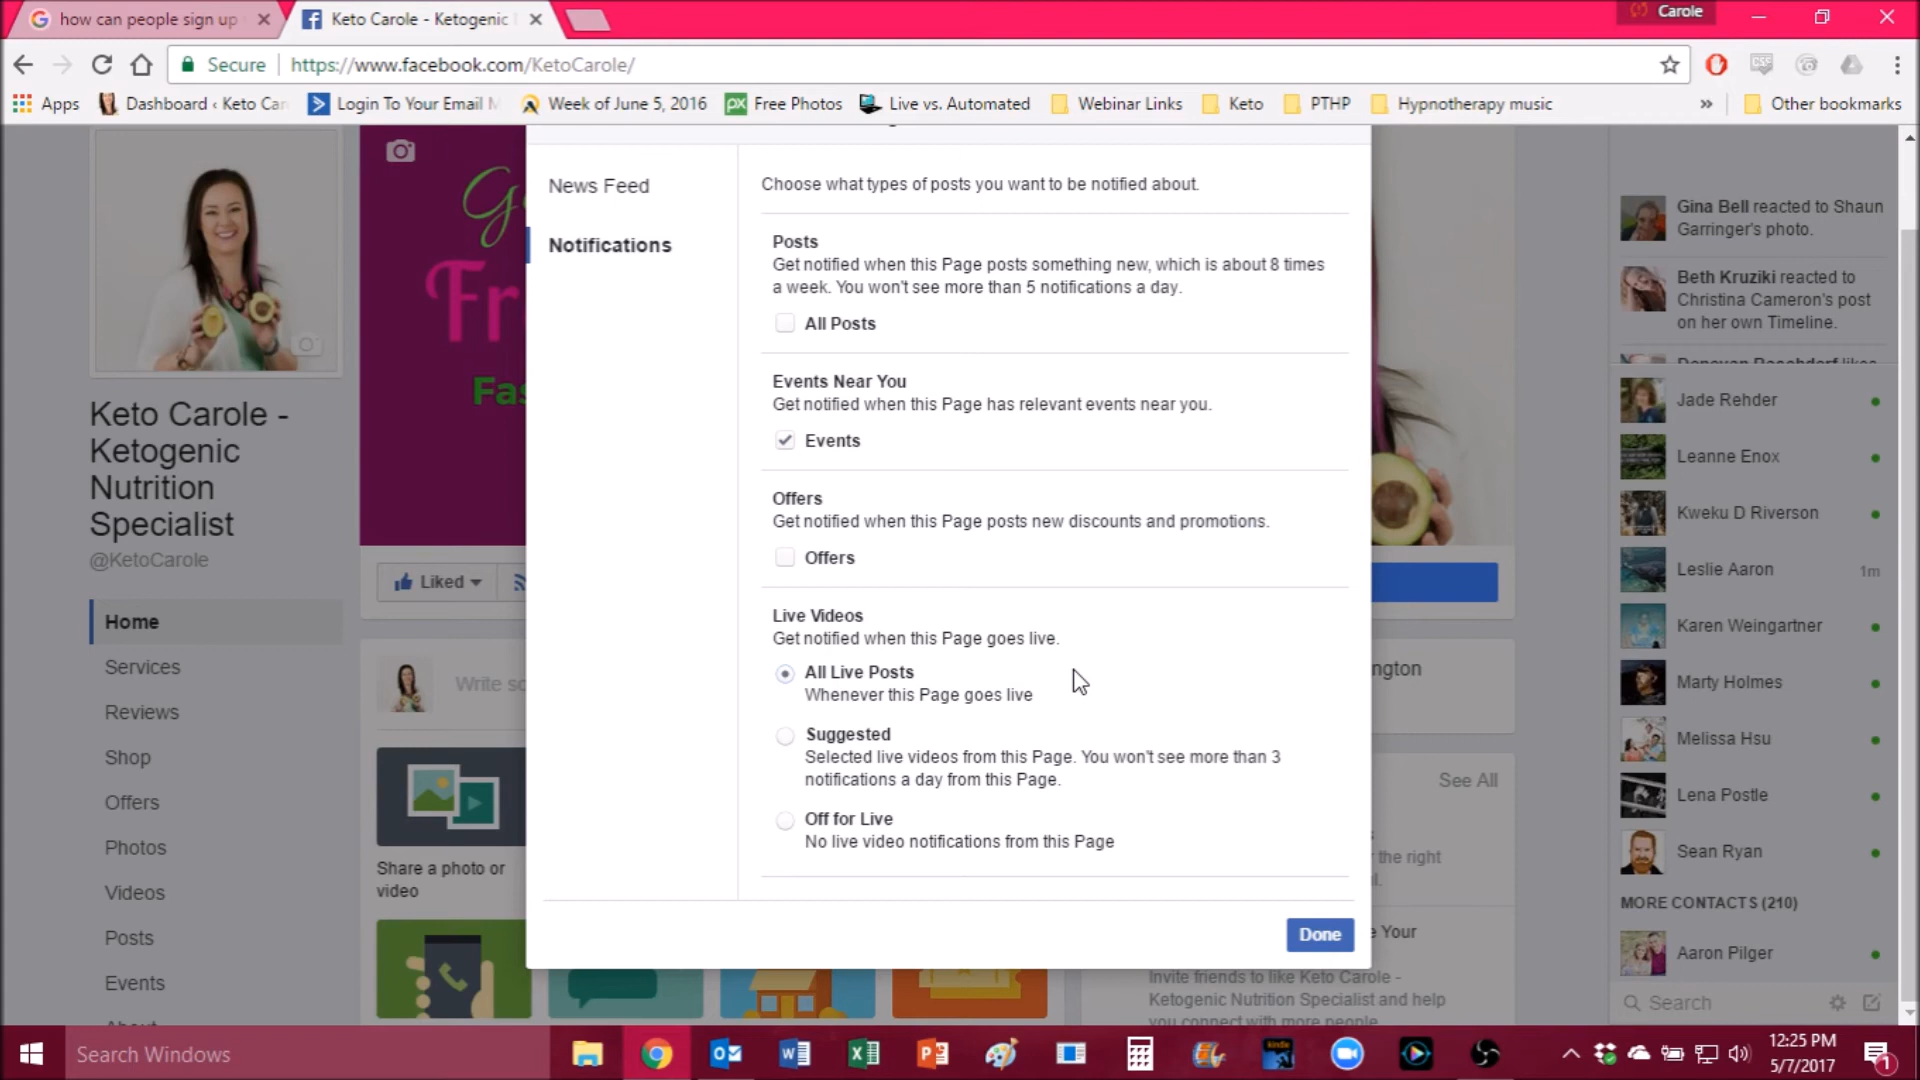 how can people sign up
Keto Carole - Ketogenic
Carole
Secure
https://www.facebook.com/KetoCarole/
Apps
Dashboard ‹ Keto Car
Login To Your Email
Week of June 5, 2016
Free Photos
Live vs. Automated
Webinar Links
Keto
PTHP
Hypnotherapy music
»
Other bookmarks
Keto Carole -
Ketogenic
Nutrition
Specialist
@KetoCarole
Home
Services
Reviews
Shop
Offers
Photos
Videos
Posts
Events
Fr
Fas
Liked
Write so
Share a photo or
video
News Feed
Notifications
Choose what types of posts you want to be notified about.
Posts
Get notified when this Page posts something new, which is about 8 times
a week. You won't see more than 5 notifications a day.
All Posts
Events Near You
Get notified when this Page has relevant events near you.
Events
Offers
Get notified when this Page posts new discounts and promotions.
Offers
Live Videos
Get notified when this Page goes live.
All Live Posts
Whenever this Page goes live
Suggested
Selected live videos from this Page. You won't see more than 3
notifications a day from this Page.
Off for Live
No live video notifications from this Page
Done
ngton
See All
the right
e Your
Invite friends to like Keto Carole -
Ketogenic Nutrition Specialist and help
you connect with more people
Gina Bell reacted to Shaun
Garringer's photo.
Beth Kruziki reacted to
Christina Cameron's post
on her own Timeline.
Jade Rehder
Leanne Enox
Kweku D Riverson
Leslie Aaron 1m
Karen Weingartner
Marty Holmes
Melissa Hsu
Lena Postle
Sean Ryan
MORE CONTACTS (210)
Aaron Pilger
Search
Search Windows
12:25 PM
5/7/2017
1